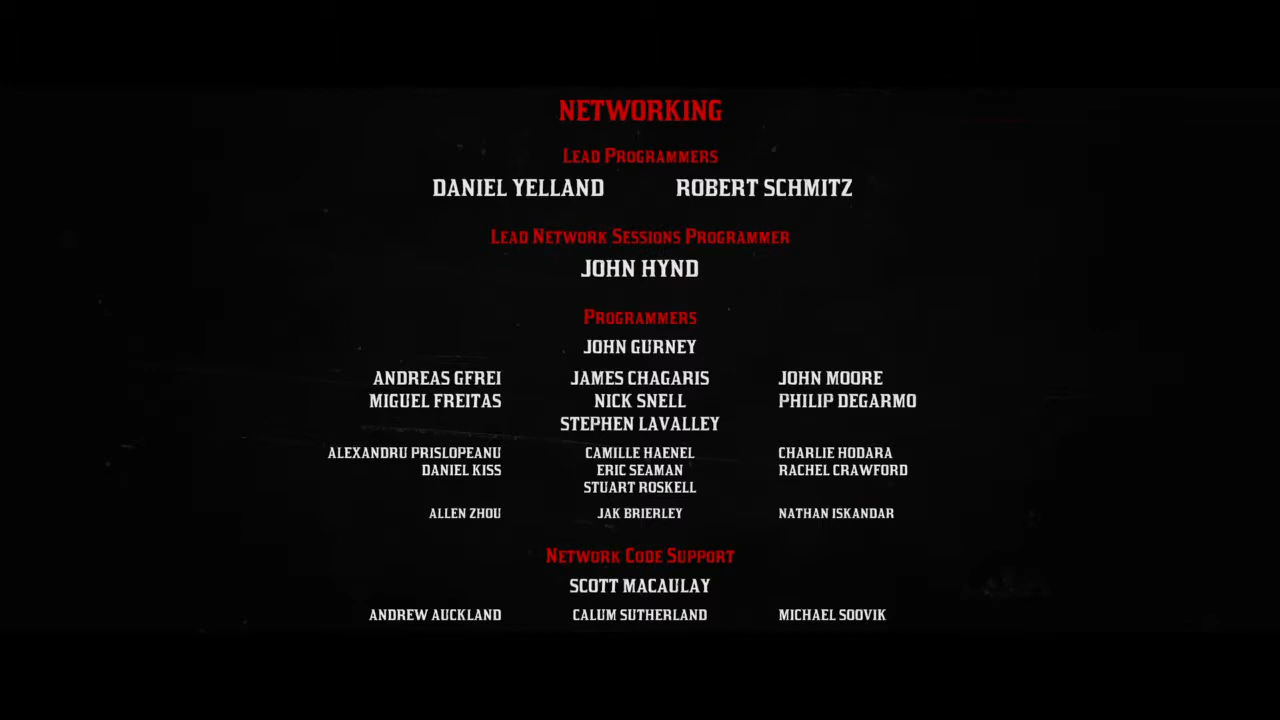 NETWORKING
LEAD PROGRAMMERS
DANIEL YELLAND ROBERT SCHMITZ
LEAD NETWORK SESSIONS PROGRAMMER
JOHN HYND
PROGRAMMERS
JOHN GURNEY
ANDREAS GFREI JAMES CHAGARIS JOHN MOORE
MIGUEL FREITAS NICK SNELL PHILIP DEGARMO
STEPHEN LAVALLEY
ALEXANDRU PRISLOPEANU CAMILLE HAENEL CHARLIE HODARA
DANIEL KISS ERIC SEAMAN RACHEL CRAWFORD
STUART ROSKELL
ALLEN ZHOU JAK BRIERLEY NATHAN ISKANDAR
NETWORK CODE SUPPORT
SCOTT MACAULAY
ANDREW AUCKLAND CALUM SUTHERLAND MICHAEL SOOVIK